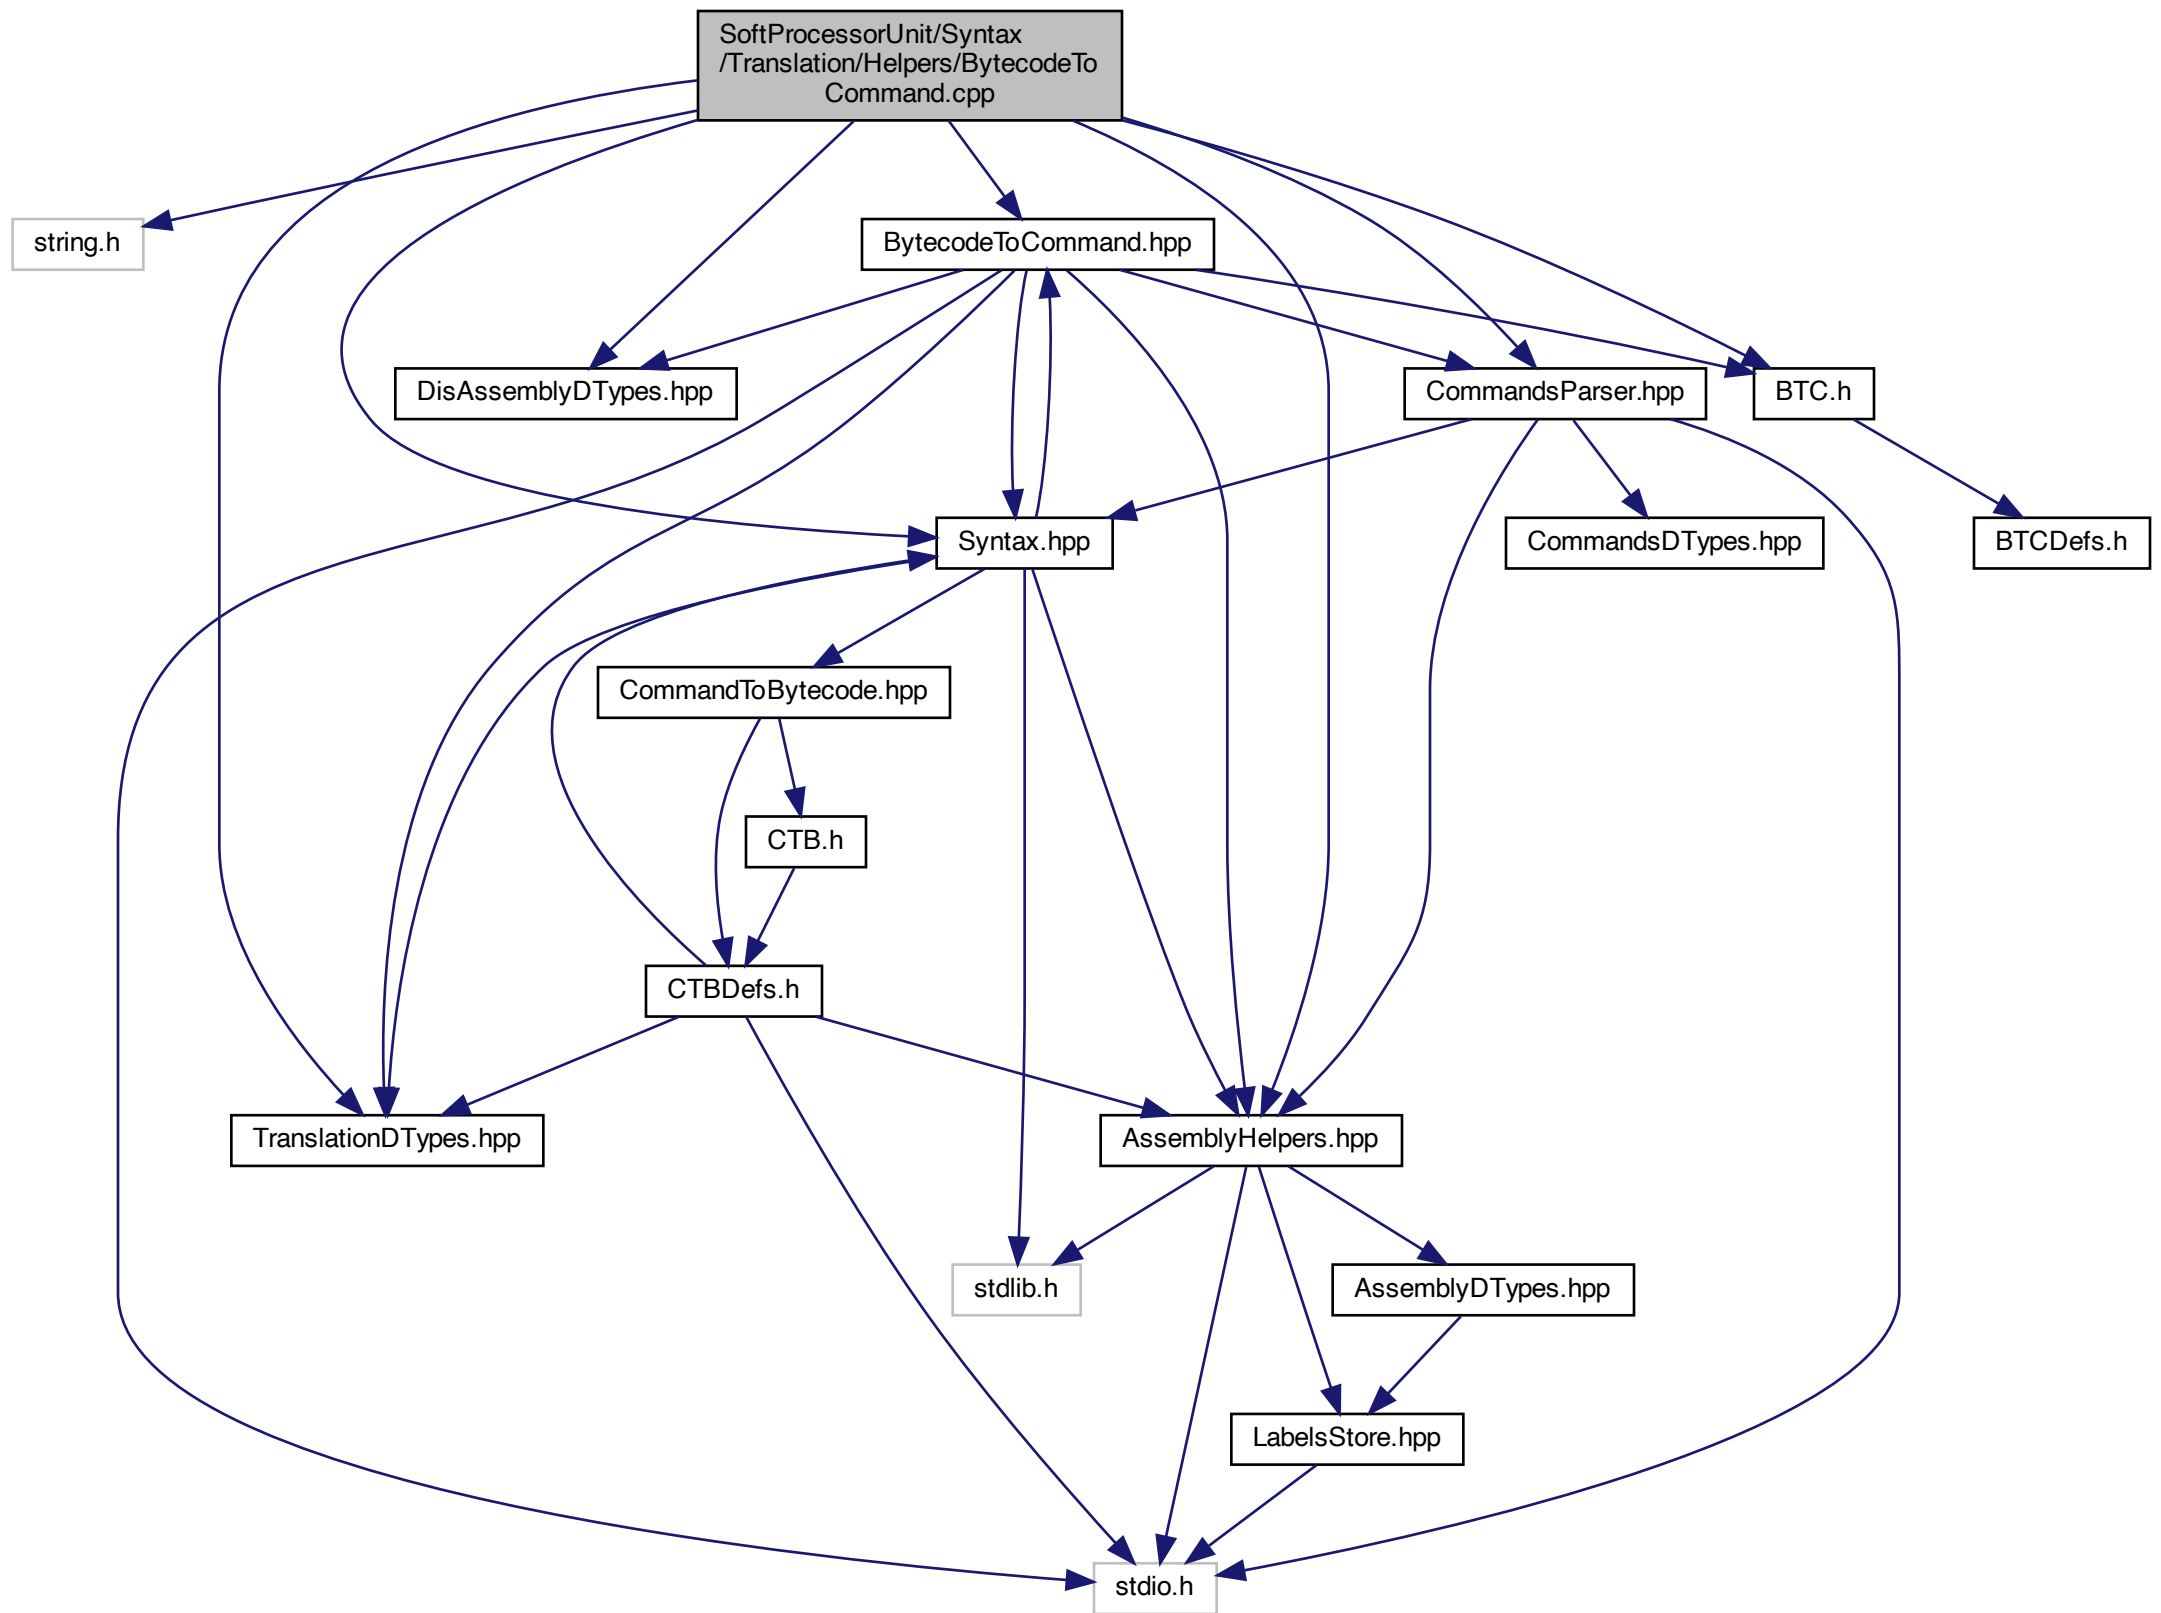 SoftProcessorUnit/Syntax
/Translation/Helpers/BytecodeTo
Command.cpp
string.h
BytecodeToCommand.hpp
DisAssemblyDTypes.hpp
CommandsParser.hpp
BTC.h
Syntax.hpp
CommandsDTypes.hpp
BTCDefs.h
CommandToBytecode.hpp
CTB.h
CTBDefs.h
TranslationDTypes.hpp
AssemblyHelpers.hpp
stdlib.h
AssemblyDTypes.hpp
LabelsStore.hpp
stdio.h